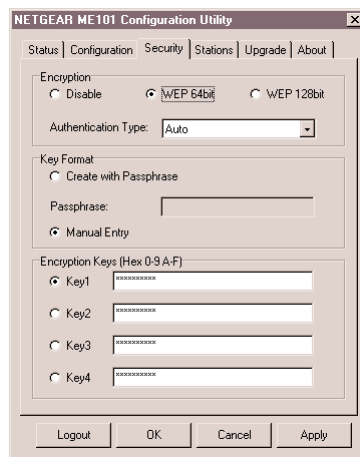 NETGEAR ME101 Configuration Utility
Status Configuration Security Stations Upgrade About
Encryption
Disable WEP 64bit WEP 128bit
Authentication Type: Auto
Key Format
Create with Passphrase
Passphrase:
Manual Entry
Encryption Keys (Hex 0-9 A-F)
Key1 **********
Key2 **********
Key3 **********
Key4 **********
Logout OK Cancel Apply